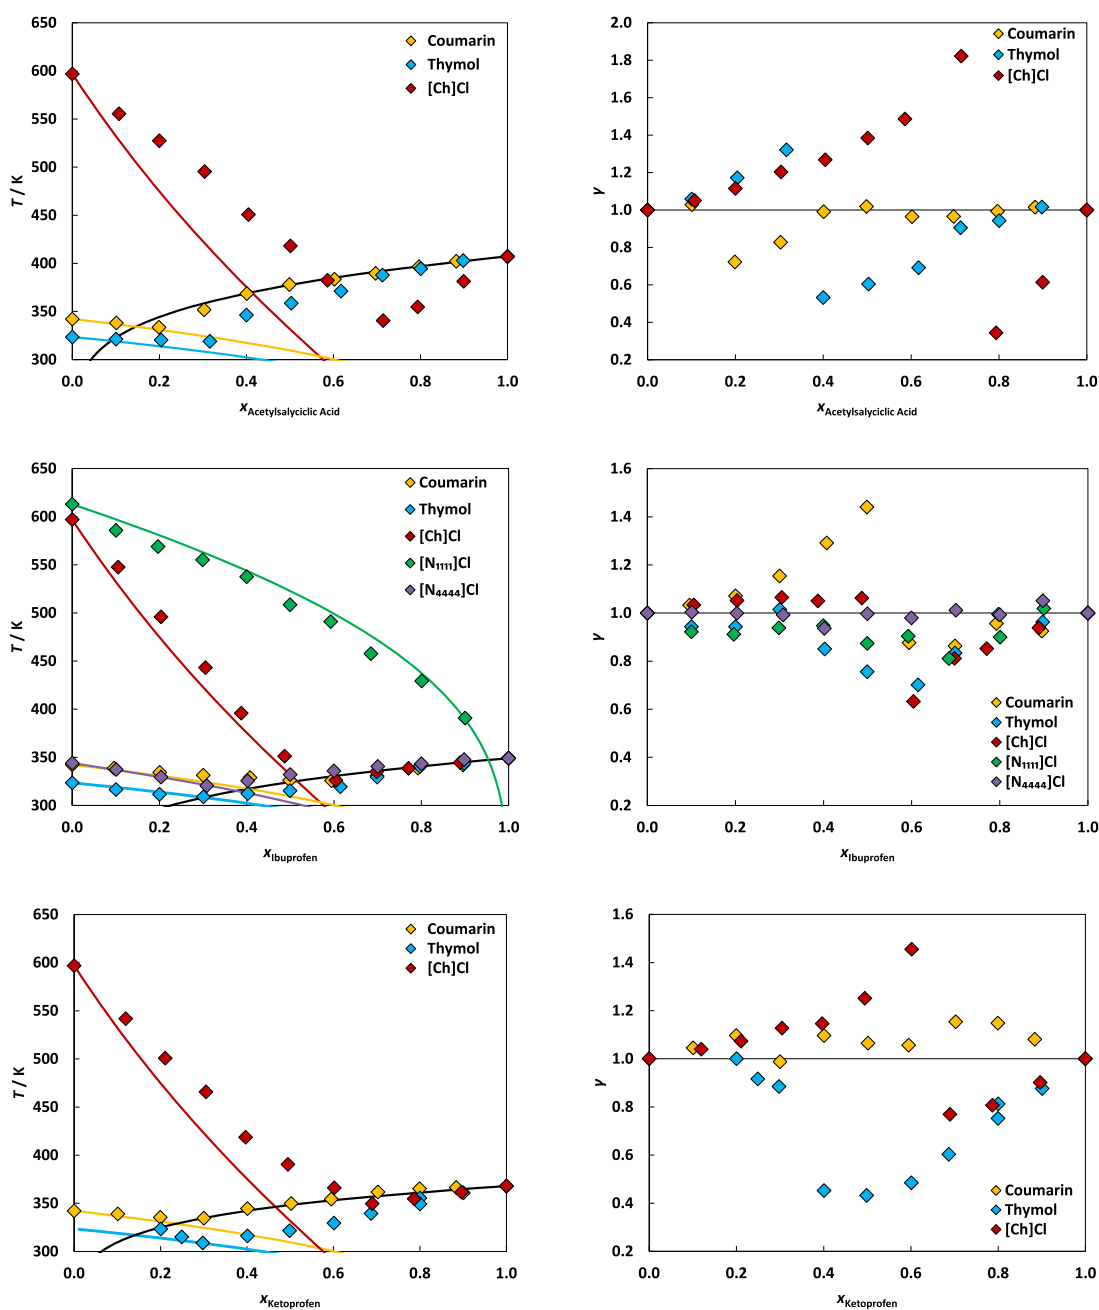 650
600
550
500
450
400
350
300
T / K
Coumarin
Thymol
[Ch]Cl
0.0 0.2 0.4 0.6 0.8 1.0
xAcetylsalyciclic Acid
2.0
1.8
1.6
1.4
1.2
1.0
0.8
0.6
0.4
0.2
γ
Coumarin
Thymol
[Ch]Cl
0.0 0.2 0.4 0.6 0.8 1.0
xAcetylsalyciclic Acid
650
600
550
500
450
400
350
300
T / K
Coumarin
Thymol
[Ch]Cl
[N₁₁₁₁]Cl
[N₄₄₄₄]Cl
0.0 0.2 0.4 0.6 0.8 1.0
xIbuprofen
1.6
1.4
1.2
1.0
0.8
0.6
0.4
0.2
γ
Coumarin
Thymol
[Ch]Cl
[N₁₁₁₁]Cl
[N₄₄₄₄]Cl
0.0 0.2 0.4 0.6 0.8 1.0
xIbuprofen
650
600
550
500
450
400
350
300
T / K
Coumarin
Thymol
[Ch]Cl
0.0 0.2 0.4 0.6 0.8 1.0
xKetoprofen
1.6
1.4
1.2
1.0
0.8
0.6
0.4
0.2
γ
Coumarin
Thymol
[Ch]Cl
0.0 0.2 0.4 0.6 0.8 1.0
xKetoprofen